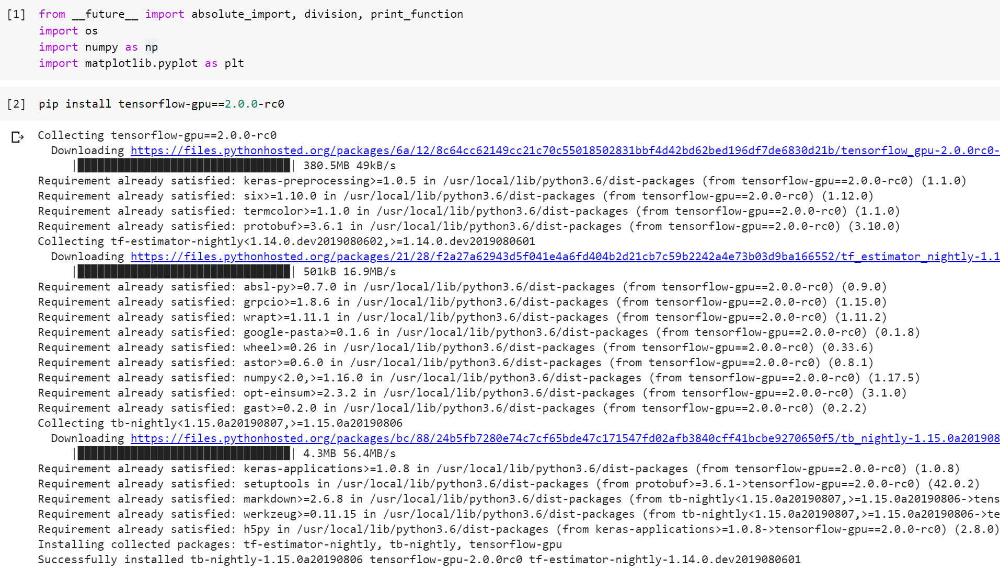 [1] from __future__ import absolute_import, division, print_function
import os
import numpy as np
import matplotlib.pyplot as plt
[2] pip install tensorflow-gpu==2.0.0-rc0
Collecting tensorflow-gpu==2.0.0-rc0
Downloading https://files.pythonhosted.org/packages/6a/12/8c64cc62149cc21c70c55018502831bbf4d42bd62bed196df7de6830d21b/tensorflow_gpu-2.0.0rc0-
|████████████████████████████████| 380.5MB 49kB/s
Requirement already satisfied: keras-preprocessing>=1.0.5 in /usr/local/lib/python3.6/dist-packages (from tensorflow-gpu==2.0.0-rc0) (1.1.0)
Requirement already satisfied: six>=1.10.0 in /usr/local/lib/python3.6/dist-packages (from tensorflow-gpu==2.0.0-rc0) (1.12.0)
Requirement already satisfied: termcolor>=1.1.0 in /usr/local/lib/python3.6/dist-packages (from tensorflow-gpu==2.0.0-rc0) (1.1.0)
Requirement already satisfied: protobuf>=3.6.1 in /usr/local/lib/python3.6/dist-packages (from tensorflow-gpu==2.0.0-rc0) (3.10.0)
Collecting tf-estimator-nightly<1.14.0.dev2019080602,>=1.14.0.dev2019080601
Downloading https://files.pythonhosted.org/packages/21/28/f2a27a62943d5f041e4a6fd404b2d21cb7c59b2242a4e73b03d9ba166552/tf_estimator_nightly-1.1
|████████████████████████████████| 501kB 16.9MB/s
Requirement already satisfied: absl-py>=0.7.0 in /usr/local/lib/python3.6/dist-packages (from tensorflow-gpu==2.0.0-rc0) (0.9.0)
Requirement already satisfied: grpcio>=1.8.6 in /usr/local/lib/python3.6/dist-packages (from tensorflow-gpu==2.0.0-rc0) (1.15.0)
Requirement already satisfied: wrapt>=1.11.1 in /usr/local/lib/python3.6/dist-packages (from tensorflow-gpu==2.0.0-rc0) (1.11.2)
Requirement already satisfied: google-pasta>=0.1.6 in /usr/local/lib/python3.6/dist-packages (from tensorflow-gpu==2.0.0-rc0) (0.1.8)
Requirement already satisfied: wheel>=0.26 in /usr/local/lib/python3.6/dist-packages (from tensorflow-gpu==2.0.0-rc0) (0.33.6)
Requirement already satisfied: astor>=0.6.0 in /usr/local/lib/python3.6/dist-packages (from tensorflow-gpu==2.0.0-rc0) (0.8.1)
Requirement already satisfied: numpy<2.0,>=1.16.0 in /usr/local/lib/python3.6/dist-packages (from tensorflow-gpu==2.0.0-rc0) (1.17.5)
Requirement already satisfied: opt-einsum>=2.3.2 in /usr/local/lib/python3.6/dist-packages (from tensorflow-gpu==2.0.0-rc0) (3.1.0)
Requirement already satisfied: gast>=0.2.0 in /usr/local/lib/python3.6/dist-packages (from tensorflow-gpu==2.0.0-rc0) (0.2.2)
Collecting tb-nightly<1.15.0a20190807,>=1.15.0a20190806
Downloading https://files.pythonhosted.org/packages/bc/88/24b5fb7280e74c7cf65bde47c171547fd02afb3840cff41bcbe9270650f5/tb_nightly-1.15.0a201908
|████████████████████████████████| 4.3MB 56.4MB/s
Requirement already satisfied: keras-applications>=1.0.8 in /usr/local/lib/python3.6/dist-packages (from tensorflow-gpu==2.0.0-rc0) (1.0.8)
Requirement already satisfied: setuptools in /usr/local/lib/python3.6/dist-packages (from protobuf>=3.6.1->tensorflow-gpu==2.0.0-rc0) (42.0.2)
Requirement already satisfied: markdown>=2.6.8 in /usr/local/lib/python3.6/dist-packages (from tb-nightly<1.15.0a20190807,>=1.15.0a20190806->tens
Requirement already satisfied: werkzeug>=0.11.15 in /usr/local/lib/python3.6/dist-packages (from tb-nightly<1.15.0a20190807,>=1.15.0a20190806->te
Requirement already satisfied: h5py in /usr/local/lib/python3.6/dist-packages (from keras-applications>=1.0.8->tensorflow-gpu==2.0.0-rc0) (2.8.0)
Installing collected packages: tf-estimator-nightly, tb-nightly, tensorflow-gpu
Successfully installed tb-nightly-1.15.0a20190806 tensorflow-gpu-2.0.0rc0 tf-estimator-nightly-1.14.0.dev2019080601